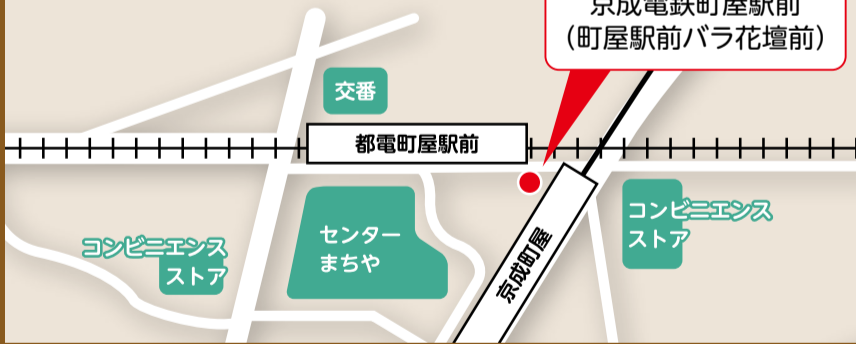 京成電鉄町屋駅前
（町屋駅前バラ花壇前）
交番
都電町屋駅前
コンビニエンス
ストア
センター
まちや
京成町屋
コンビニエンス
ストア